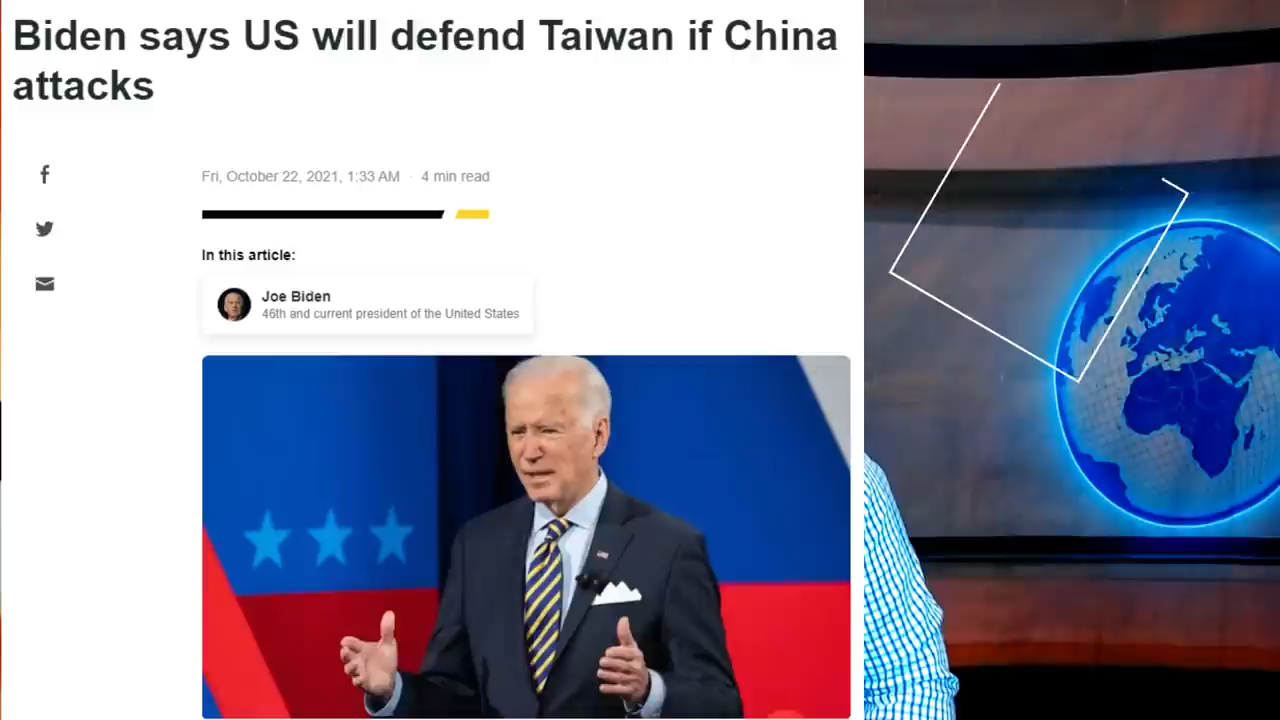 Biden says US will defend Taiwan if China
attacks
Fri, October 22, 2021, 1:33 AM · 4 min read
In this article:
Joe Biden
46th and current president of the United States